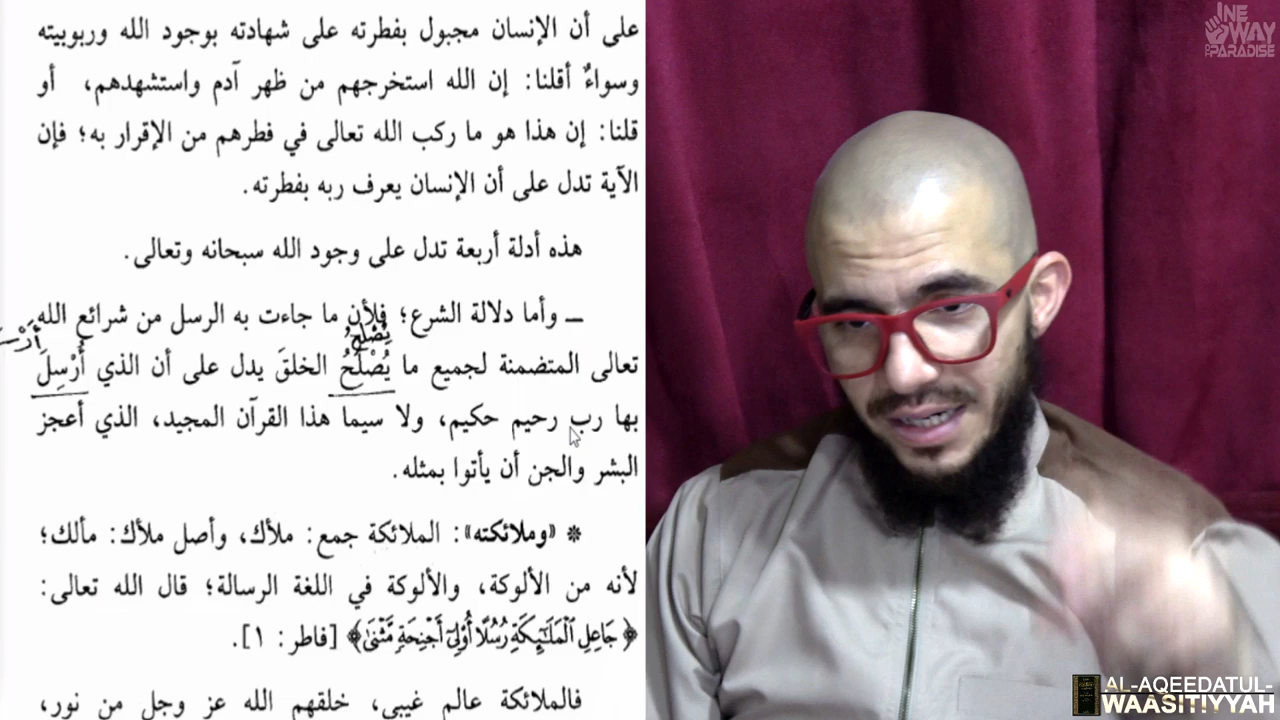 على أن الإنسان مجبول بفطرته على شهادته بوجود الله وربوبيته
وسواءٌ أقلنا: إن الله استخرجهم من ظهر آدم واستشهدهم، أو
قلنا: إن هذا هو ما ركب الله تعالى في فطرهم من الإقرار به؛ فإن
الآية تدل على أن الإنسان يعرف ربه بفطرته.
هذه أدلة أربعة تدل على وجود الله سبحانه وتعالى.
ــ وأما دلالة الشرع؛ فلأن ما جاءت به الرسل من شرائع الله
يُصْلِحُ
تعالى المتضمنة لجميع ما يُصْلِحُ الخلقَ يدل على أن الذي أَرْسِلَ
بها رب رحيم حكيم، ولا سيما هذا القرآن المجيد، الذي أعجز
البشر والجن أن يأتوا بمثله.
* «وملائكته»: الملائكة جمع: ملأك، وأصل ملأك: مألك؛
لأنه من الألوكة، والألوكة في اللغة الرسالة؛ قال الله تعالى:
﴿جَاعِلِ الْمَلَٰٓئِكَةِ رُسُلًا أُو۟لِىٓ أَجْنِحَةٍ مَّثْنَىٰ﴾ [فاطر: ١].
فالملائكة عالم غيبي، خلقهم الله عز وجل من نور،
ONE
WAY
TO PARADISE
AL-AQEEDATUL-
WAASITIYYAH